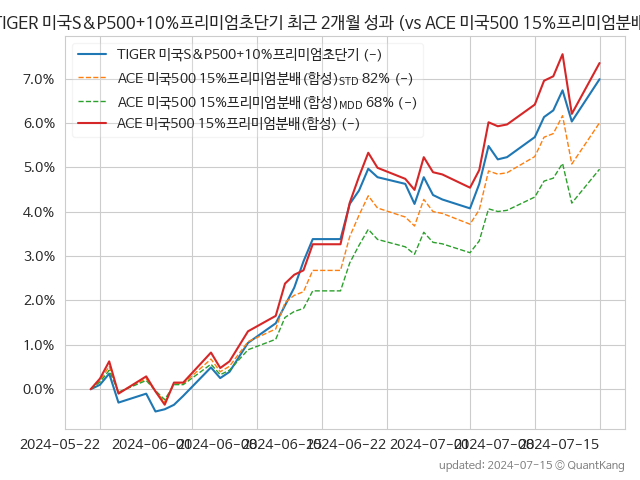 TIGER 미국S&P500+10%프리미엄초단기 최근 2개월 성과 (vs ACE 미국500 15%프리미엄분배
TIGER 미국S&P500+10%프리미엄초단기 (-)
ACE 미국500 15%프리미엄분배(합성)STD 82% (-)
ACE 미국500 15%프리미엄분배(합성)MDD 68% (-)
ACE 미국500 15%프리미엄분배(합성) (-)
7.0%
6.0%
5.0%
4.0%
3.0%
2.0%
1.0%
0.0%
2024-05-22 2024-06-01 2024-06-08 2024-06-15 2024-06-22 2024-07-01 2024-07-08 2024-07-15
updated: 2024-07-15 © QuantKang